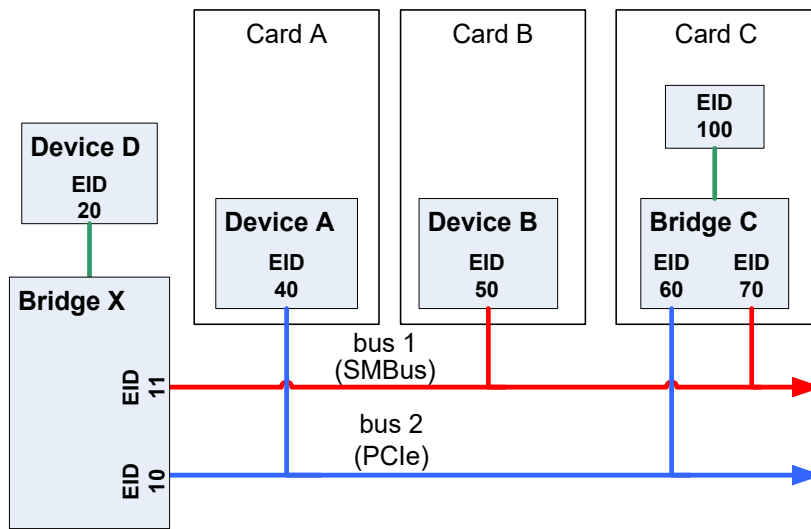 Card A
Card B
Card C
EID
100
Device D
EID
20
Device A
EID
40
Device B
EID
50
Bridge C
EID
60
EID
70
Bridge X
bus 1
(SMBus)
EID
11
bus 2
(PCIe)
EID
10